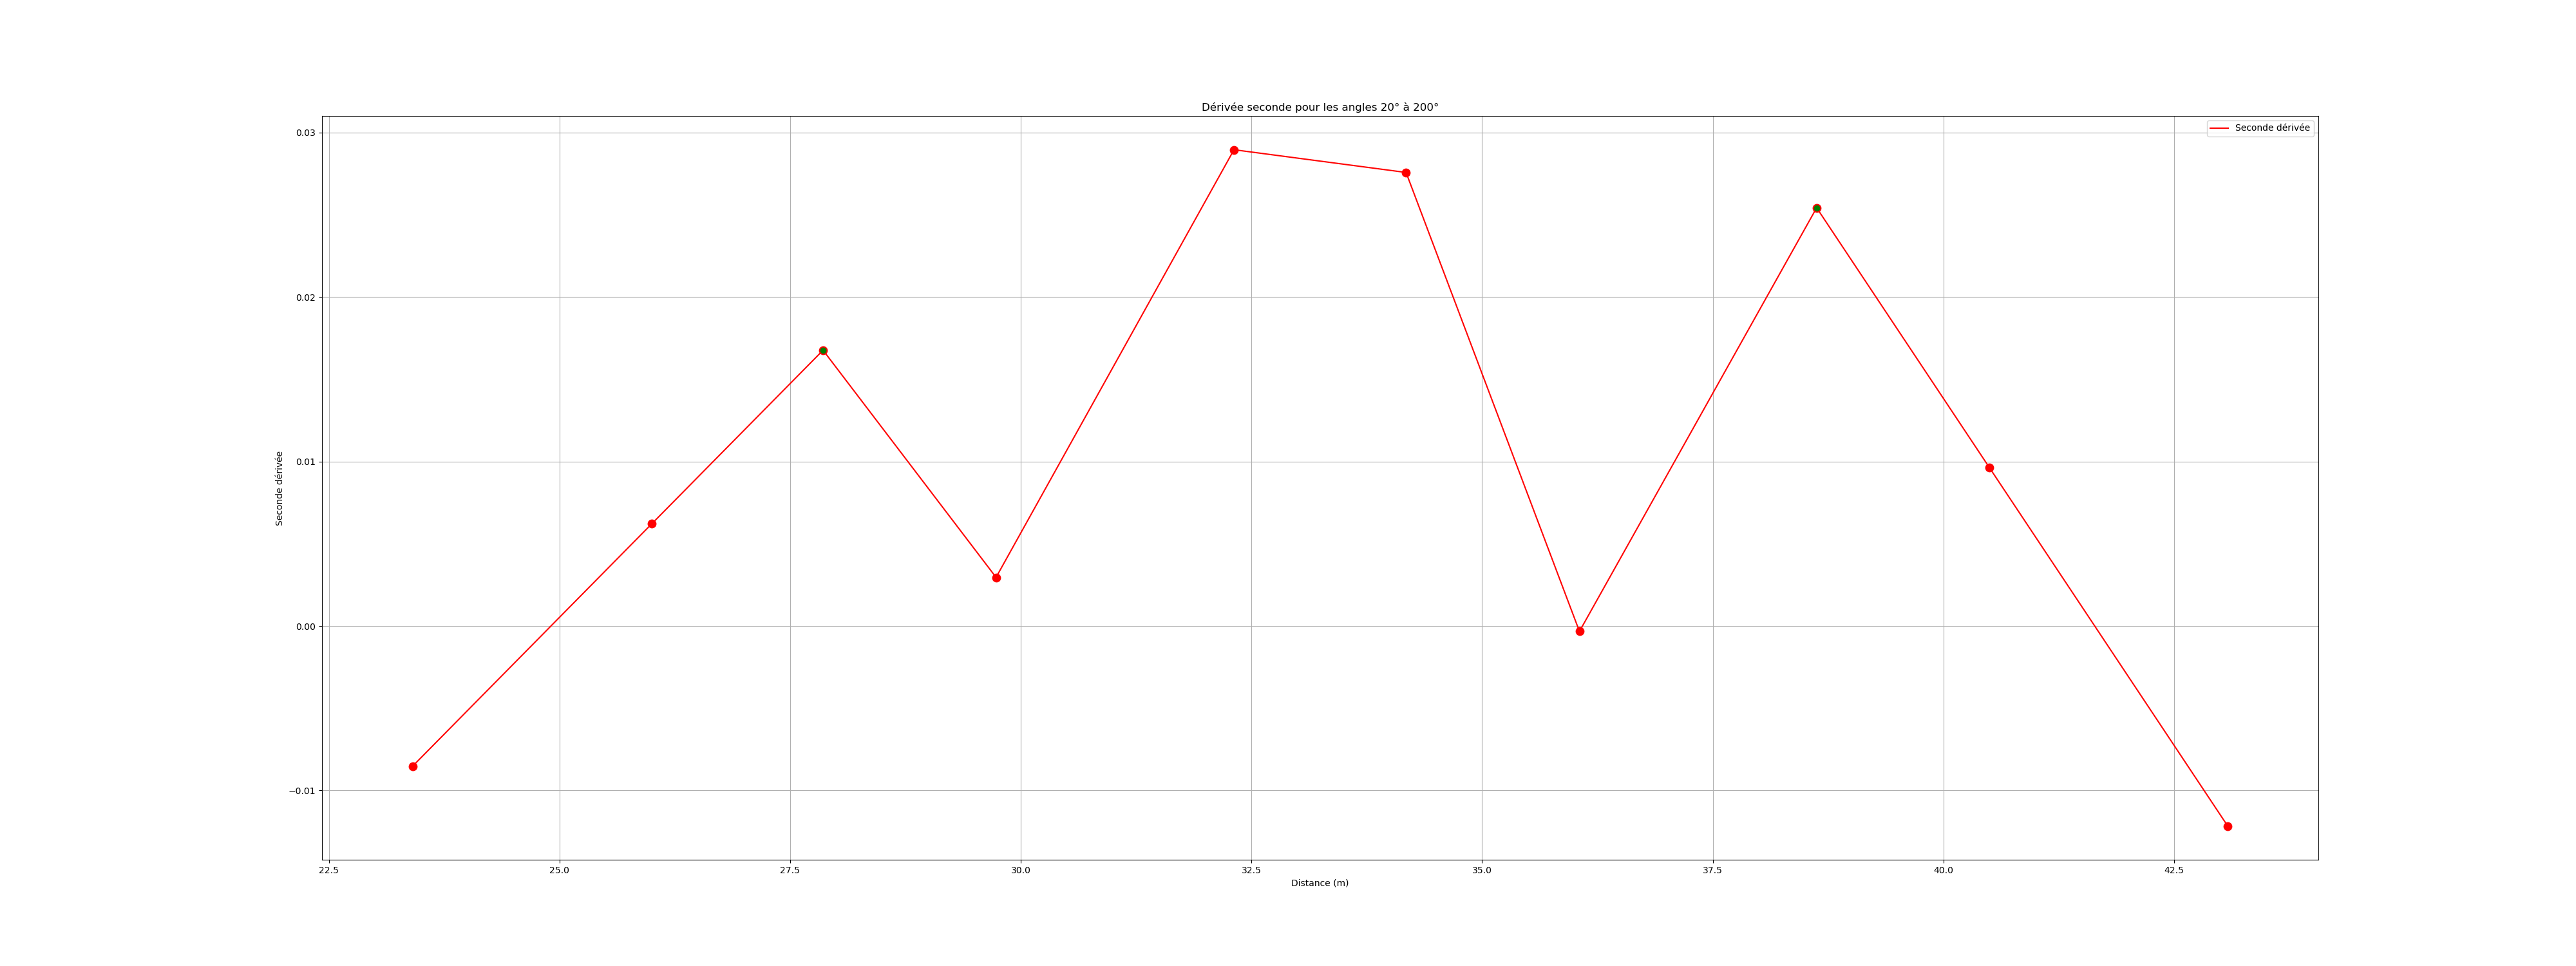 Dérivée seconde pour les angles 20° à 200°
Seconde dérivée
0.03
0.02
0.01
0.00
−0.01
Seconde dérivée
22.5 25.0 27.5 30.0 32.5 35.0 37.5 40.0 42.5
Distance (m)